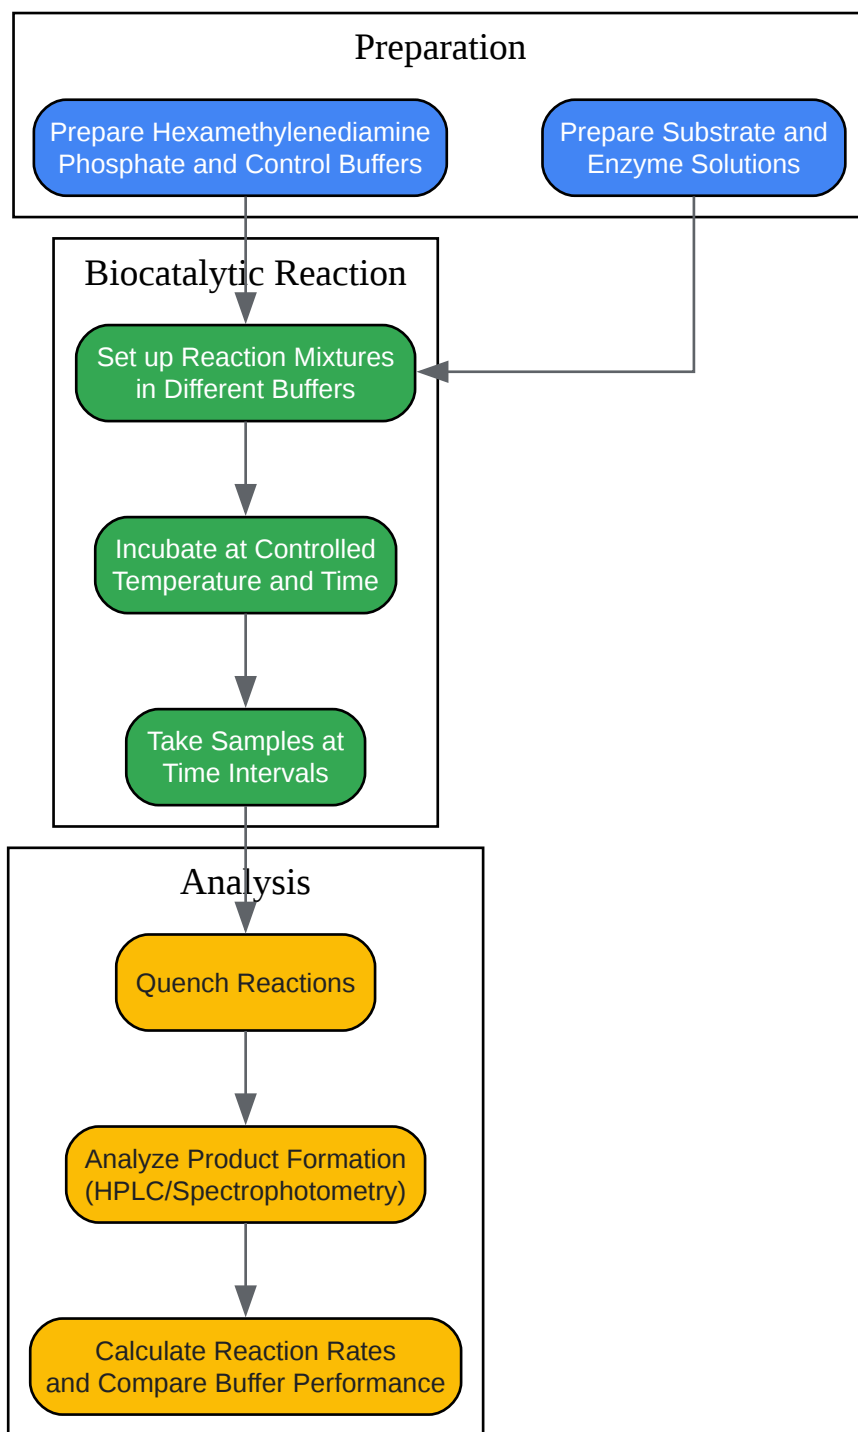 Preparation
Prepare Hexamethylenediamine
Phosphate and Control Buffers
Prepare Substrate and
Enzyme Solutions
Biocatalytic Reaction
Set up Reaction Mixtures
in Different Buffers
Incubate at Controlled
Temperature and Time
Take Samples at
Time Intervals
Analysis
Quench Reactions
Analyze Product Formation
(HPLC/Spectrophotometry)
Calculate Reaction Rates
and Compare Buffer Performance